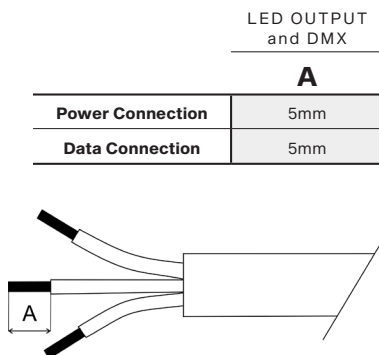 LED OUTPUT
and DMX
A
Power Connection 5mm
Data Connection 5mm
A